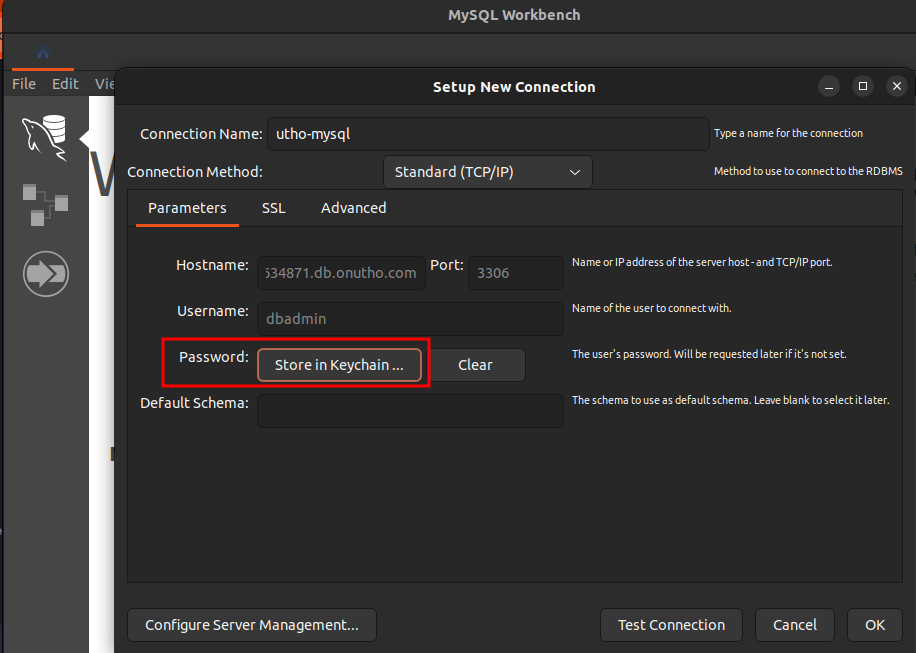 MySQL Workbench
File Edit Vie
Setup New Connection
Connection Name: utho-mysql Type a name for the connection
Connection Method: Standard (TCP/IP) Method to use to connect to the RDBMS
Parameters SSL Advanced
Hostname: 534871.db.onutho.com Port: 3306 Name or IP address of the server host - and TCP/IP port.
Username: dbadmin Name of the user to connect with.
Password: Store in Keychain ... Clear The user's password. Will be requested later if it's not set.
Default Schema: The schema to use as default schema. Leave blank to select it later.
Configure Server Management... Test Connection Cancel OK